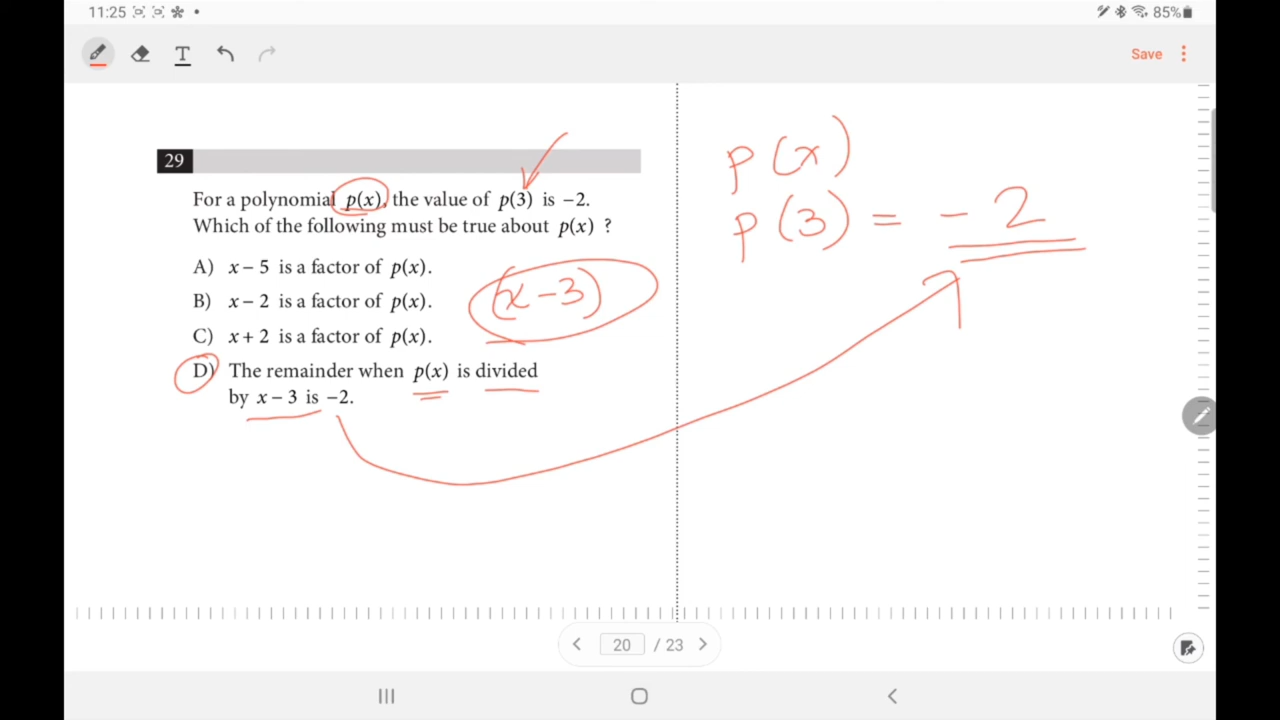 11:25
85%
T
Save
29
For a polynomial p(x), the value of p(3) is −2.
Which of the following must be true about p(x) ?
A) x − 5 is a factor of p(x).
B) x − 2 is a factor of p(x).
C) x + 2 is a factor of p(x).
D) The remainder when p(x) is divided
by x − 3 is −2.
(x − 3)
p(x)
p(3) = − 2
20 / 23